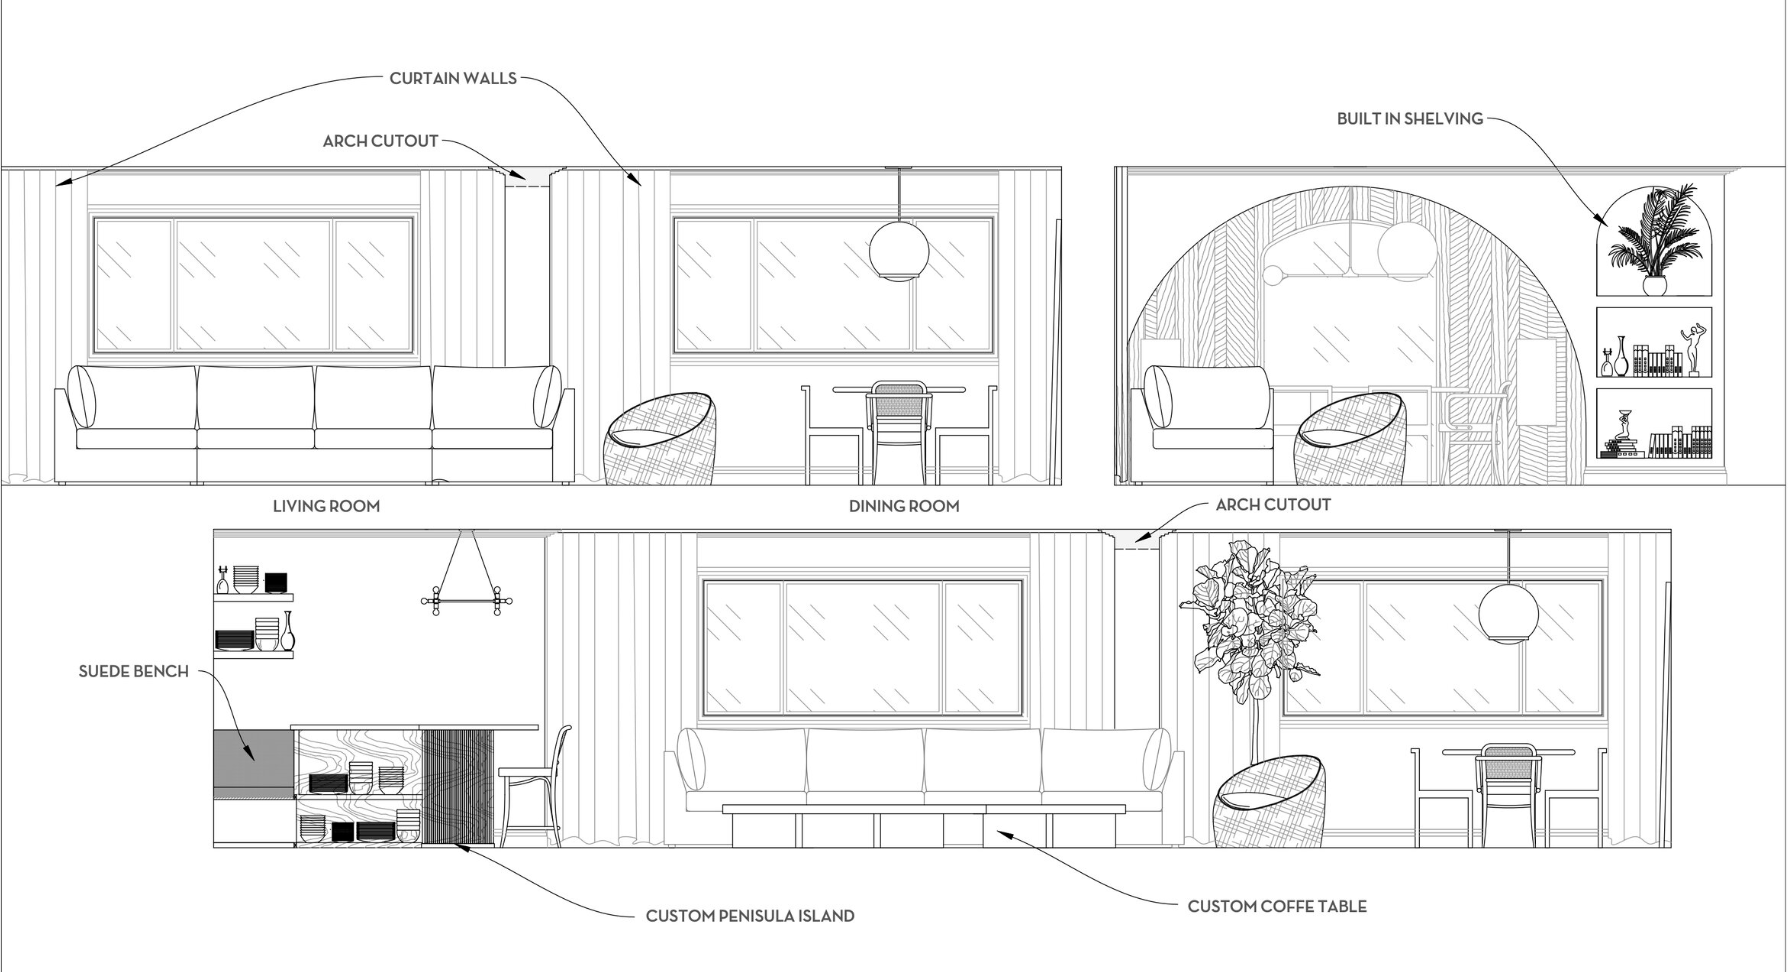 CURTAIN WALLS
BUILT IN SHELVING
ARCH CUTOUT
LIVING ROOM
DINING ROOM
ARCH CUTOUT
SUEDE BENCH
CUSTOM COFFE TABLE
CUSTOM PENISULA ISLAND